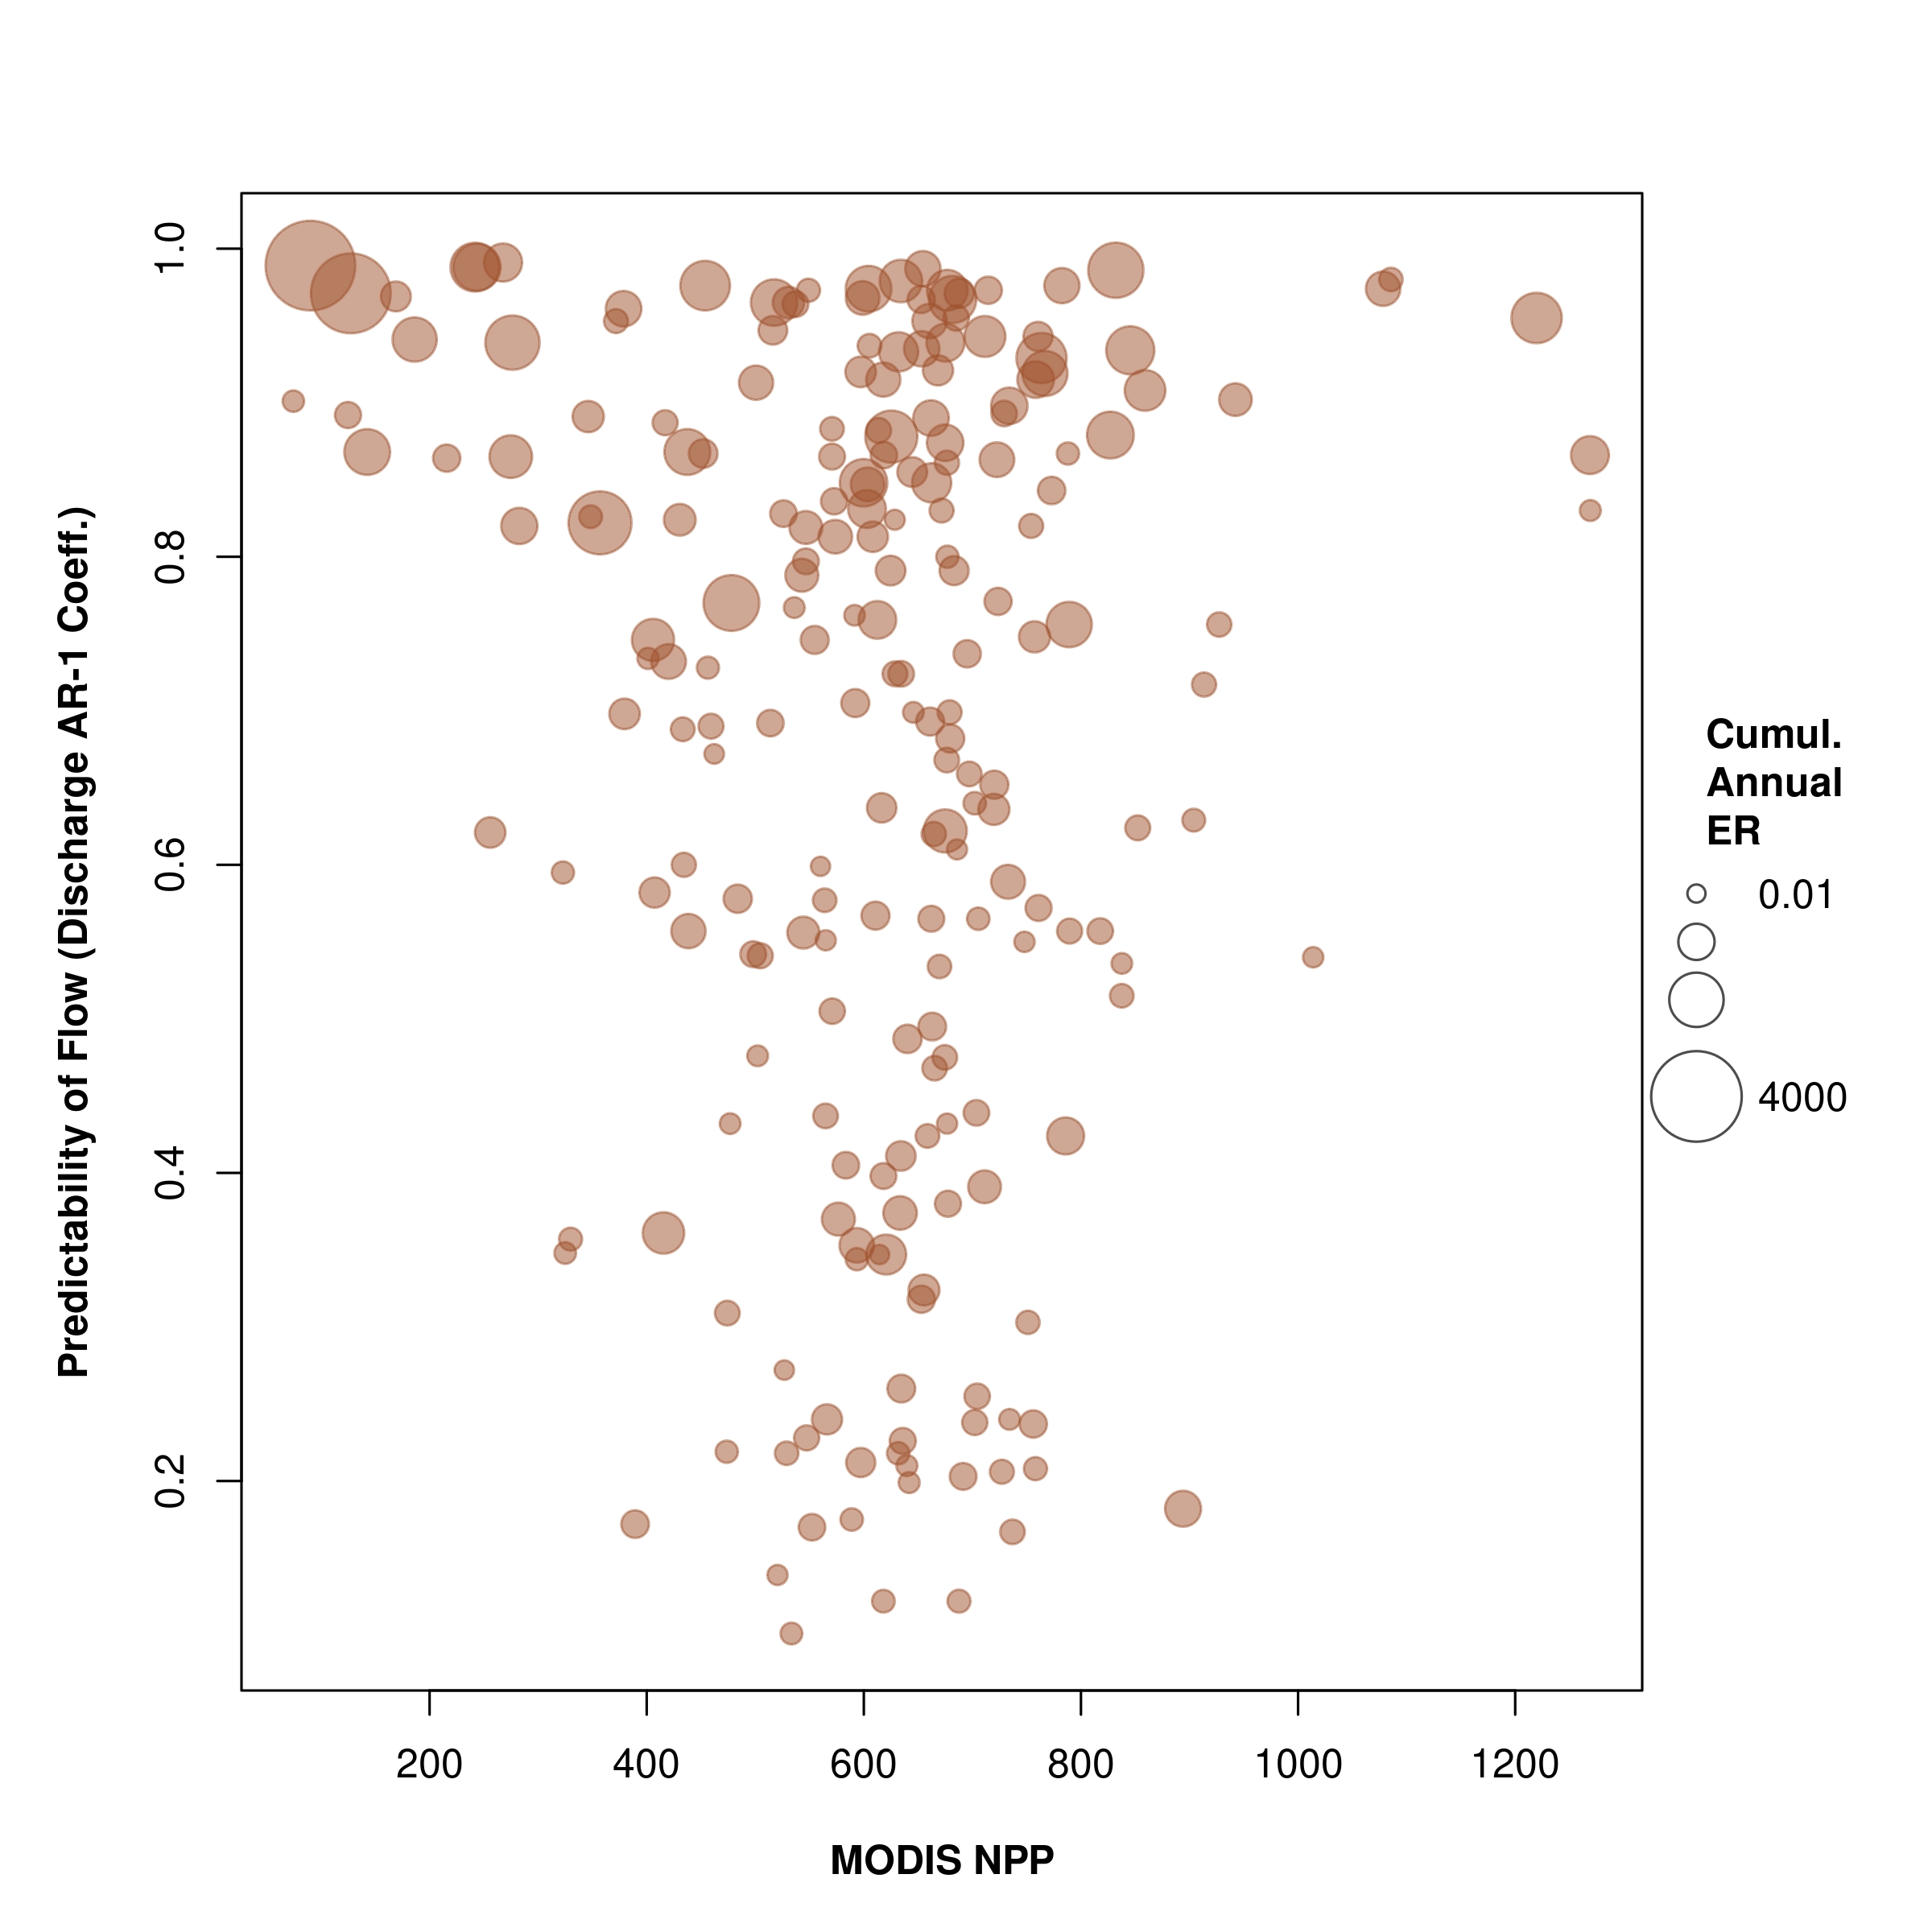 1.0
0.8
0.6
0.4
0.2
Predictability of Flow (Discharge AR-1 Coeff.)
200 400 600 800 1000 1200
MODIS NPP
Cumul.
Annual
ER
0.01
4000